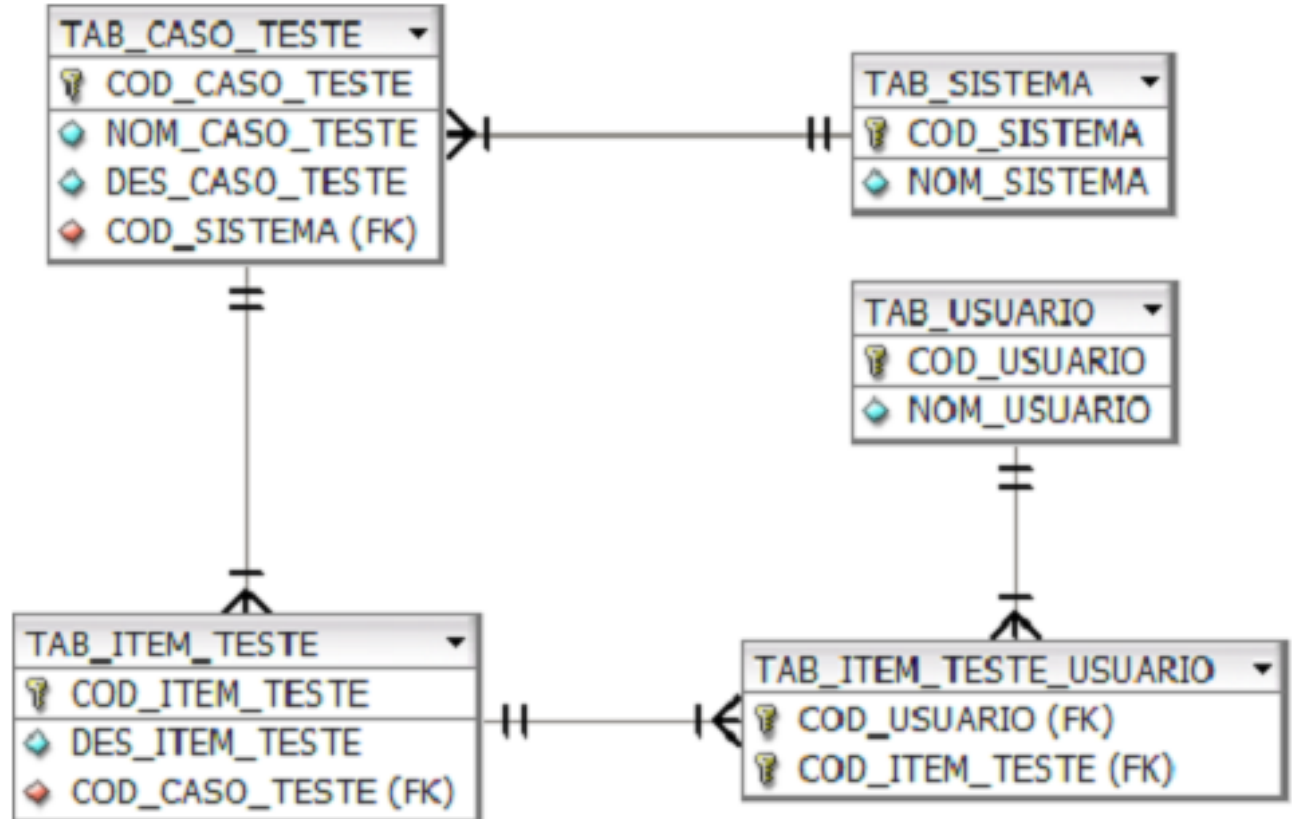 TAB_CASO_TESTE
COD_CASO_TESTE
NOM_CASO_TESTE
DES_CASO_TESTE
COD_SISTEMA (FK)
TAB_SISTEMA
COD_SISTEMA
NOM_SISTEMA
TAB_USUARIO
COD_USUARIO
NOM_USUARIO
TAB_ITEM_TESTE
COD_ITEM_TESTE
DES_ITEM_TESTE
COD_CASO_TESTE (FK)
TAB_ITEM_TESTE_USUARIO
COD_USUARIO (FK)
COD_ITEM_TESTE (FK)